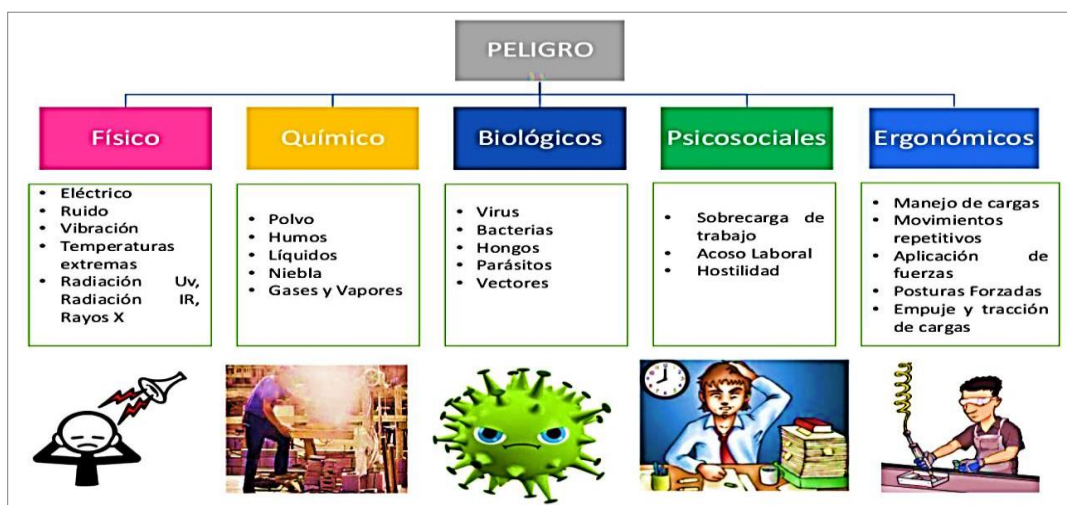 PELIGRO
Físico
Químico
Biológicos
Psicosociales
Ergonómicos
• Eléctrico
• Ruido
• Vibración
• Temperaturas
extremas
• Radiación Uv,
Radiación IR,
Rayos X
• Polvo
• Humos
• Líquidos
• Niebla
• Gases y Vapores
• Virus
• Bacterias
• Hongos
• Parásitos
• Vectores
• Sobrecarga de
trabajo
• Acoso Laboral
• Hostilidad
• Manejo de cargas
• Movimientos
repetitivos
• Aplicación de
fuerzas
• Posturas Forzadas
• Empuje y tracción
de cargas